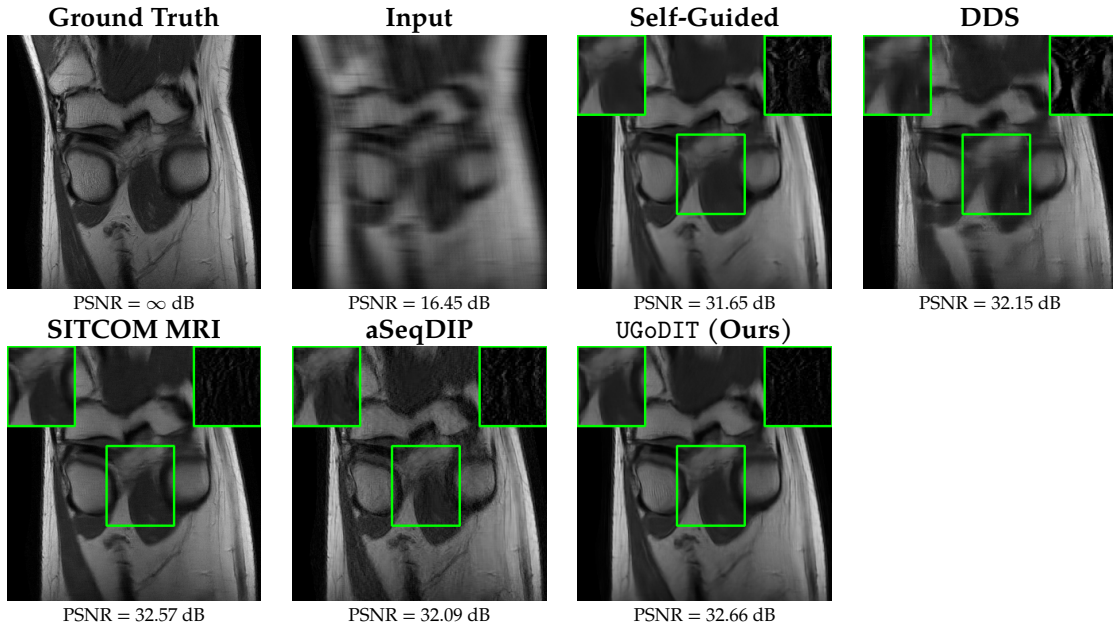 Ground Truth
Input
Self-Guided
DDS
PSNR = ∞ dB
PSNR = 16.45 dB
PSNR = 31.65 dB
PSNR = 32.15 dB
SITCOM MRI
aSeqDIP
UGoDIT (Ours)
PSNR = 32.57 dB
PSNR = 32.09 dB
PSNR = 32.66 dB